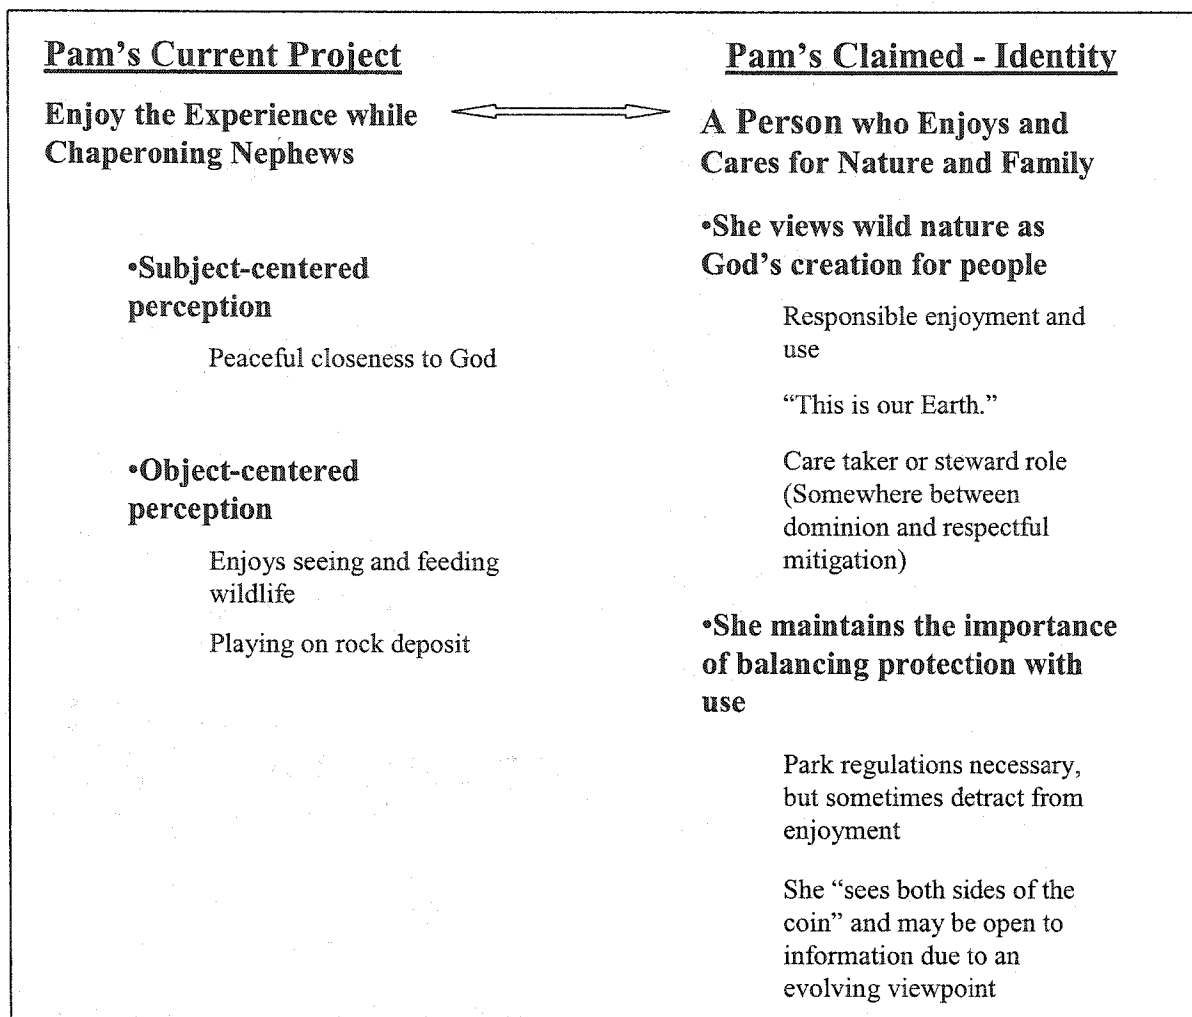 Pam's Current Project
Enjoy the Experience while
Chaperoning Nephews
•Subject-centered
perception
Peaceful closeness to God
•Object-centered
perception
Enjoys seeing and feeding
wildlife
Playing on rock deposit
Pam's Claimed - Identity
A Person who Enjoys and
Cares for Nature and Family
•She views wild nature as
God's creation for people
Responsible enjoyment and
use
“This is our Earth.”
Care taker or steward role
(Somewhere between
dominion and respectful
mitigation)
•She maintains the importance
of balancing protection with
use
Park regulations necessary,
but sometimes detract from
enjoyment
She “sees both sides of the
coin” and may be open to
information due to an
evolving viewpoint